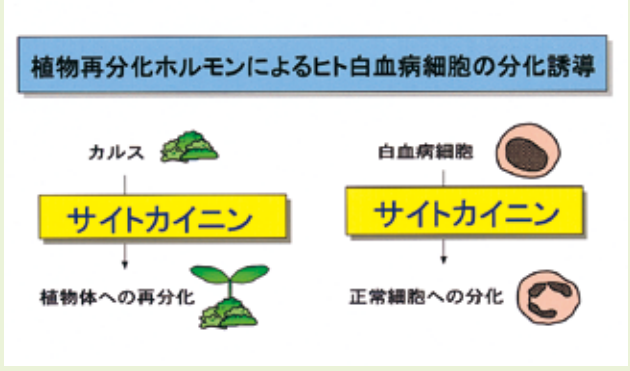 植物再分化ホルモンによるヒト白血病細胞の分化誘導
カルス
サイトカイニン
植物体への再分化
白血病細胞
サイトカイニン
正常細胞への分化